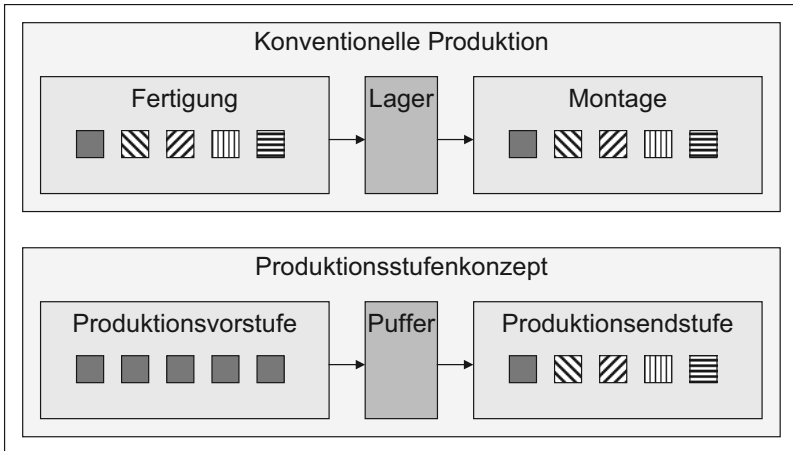 Konventionelle Produktion
Fertigung
Lager
Montage
Produktionsstufenkonzept
Produktionsvorstufe
Puffer
Produktionsendstufe